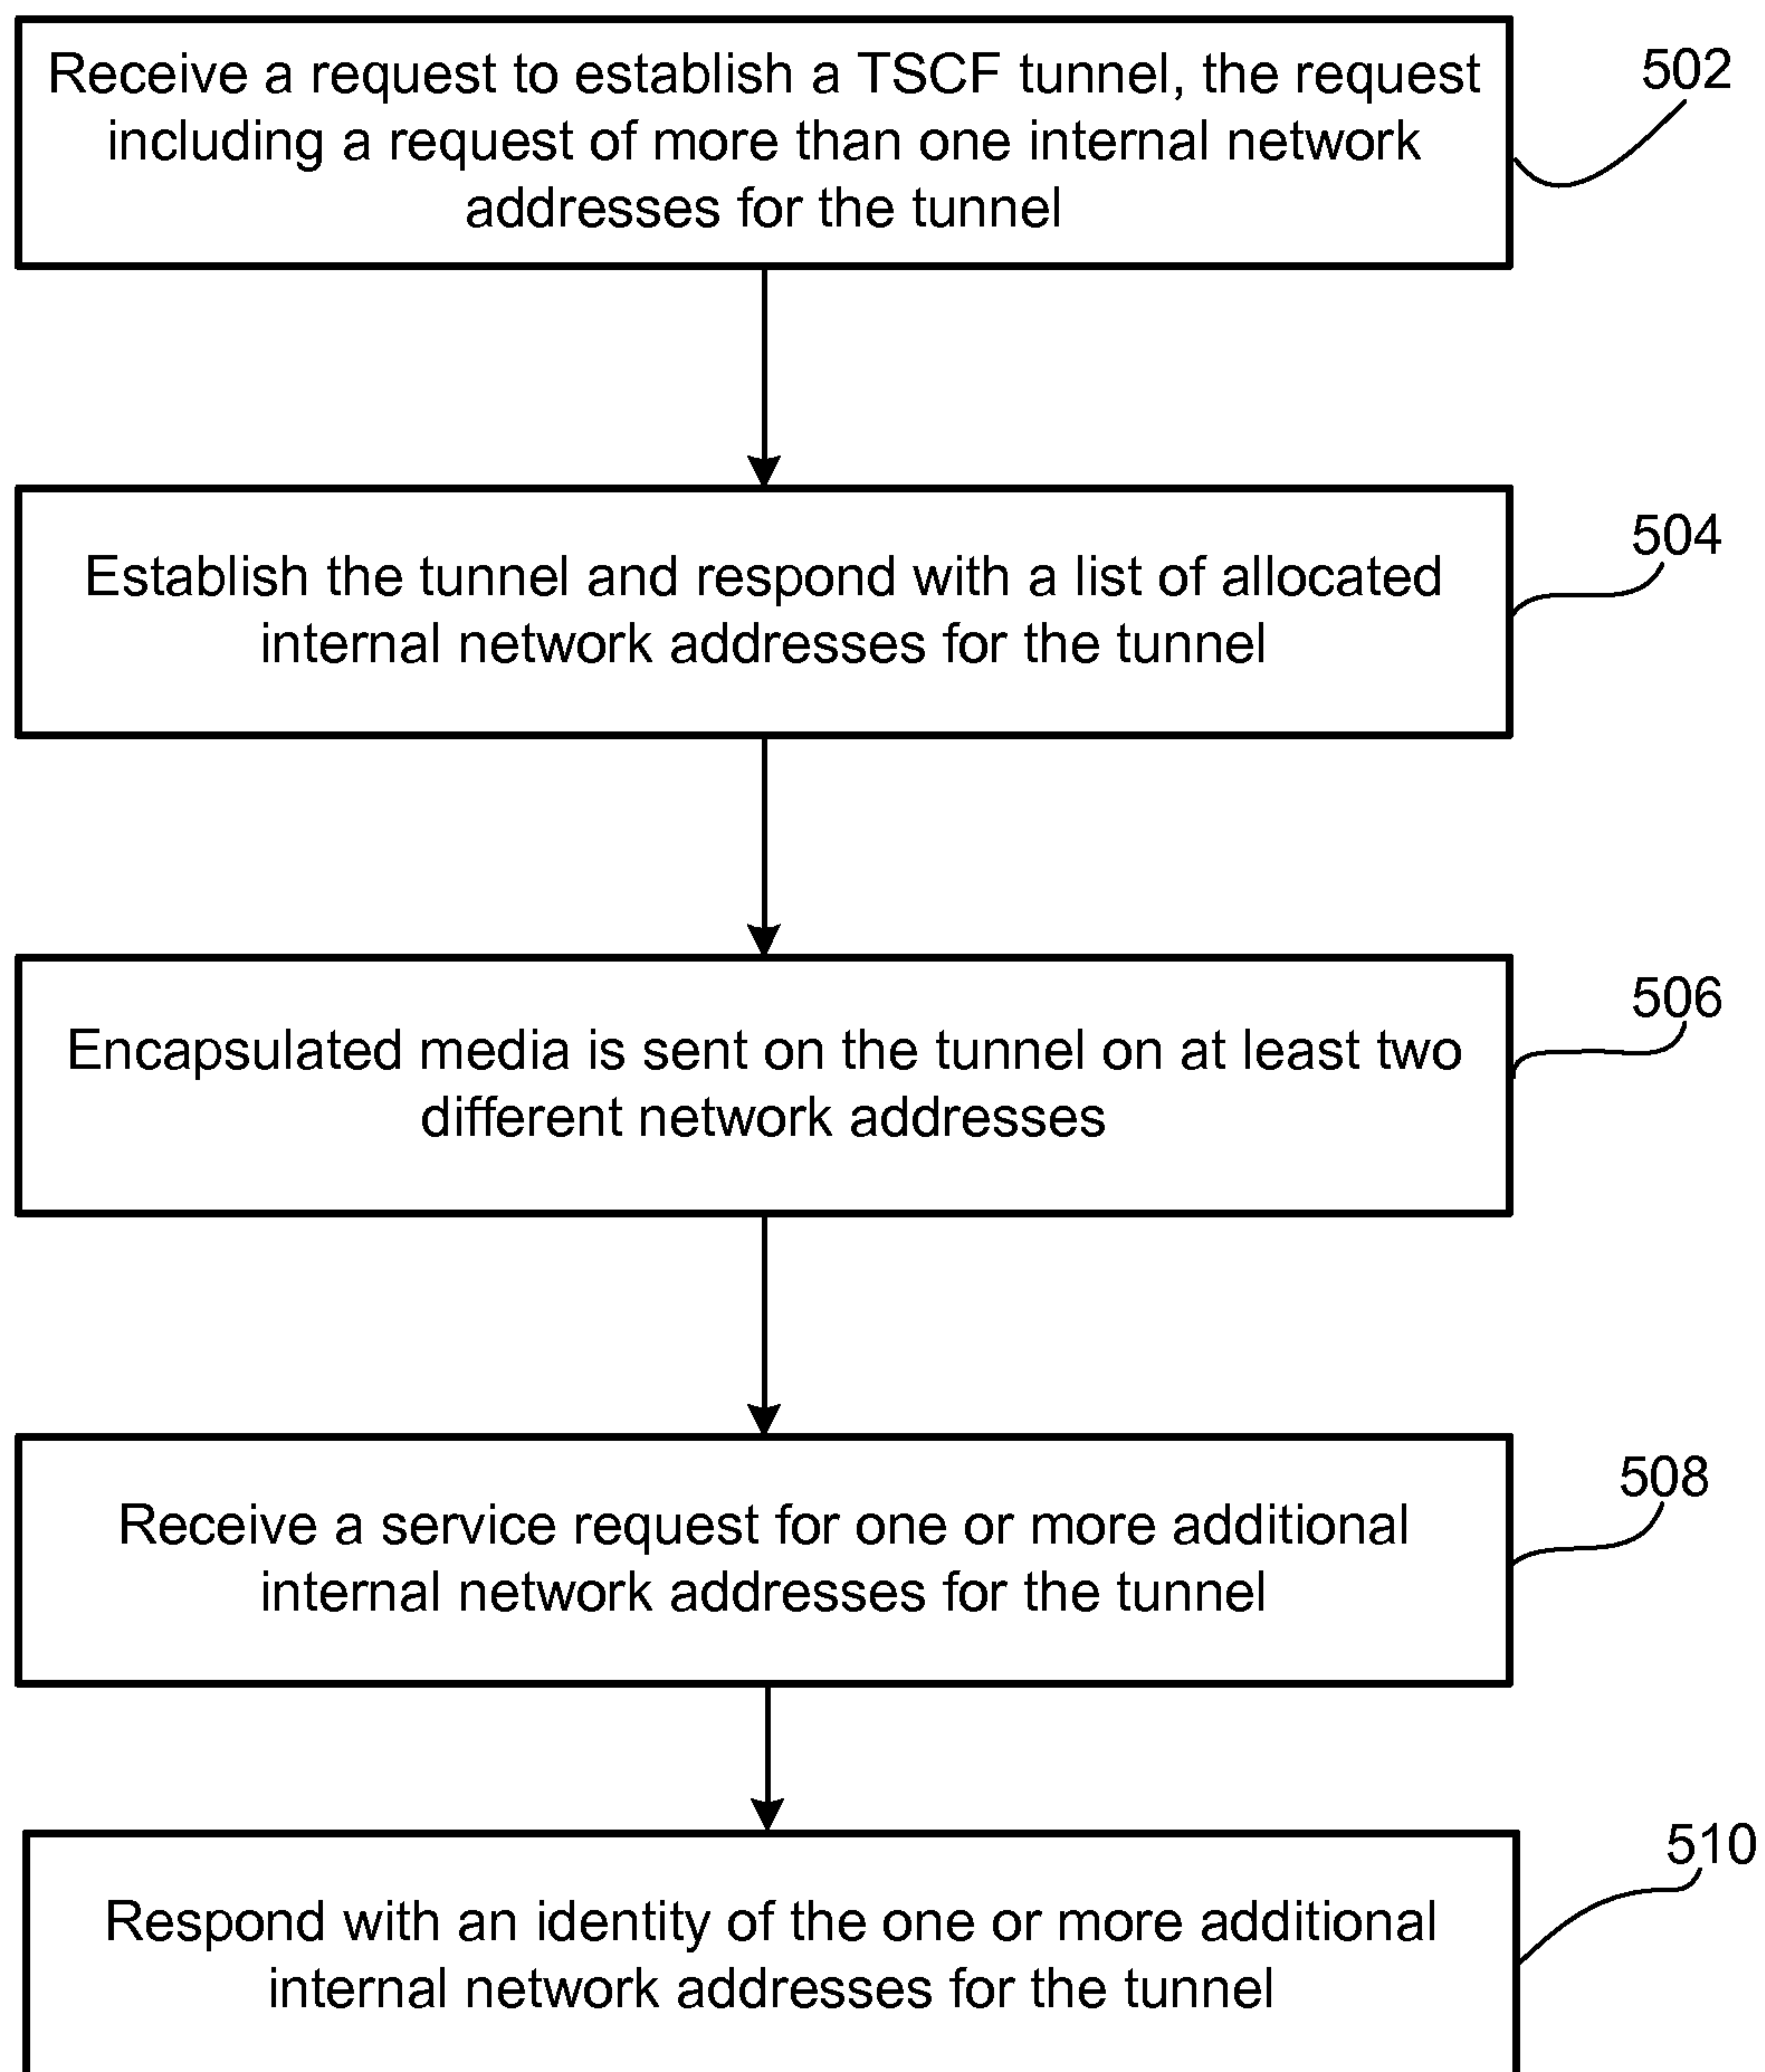 Receive a request to establish a TSCF tunnel, the request
including a request of more than one internal network
addresses for the tunnel
502
Establish the tunnel and respond with a list of allocated
internal network addresses for the tunnel
504
Encapsulated media is sent on the tunnel on at least two
different network addresses
506
Receive a service request for one or more additional
internal network addresses for the tunnel
508
Respond with an identity of the one or more additional
internal network addresses for the tunnel
510